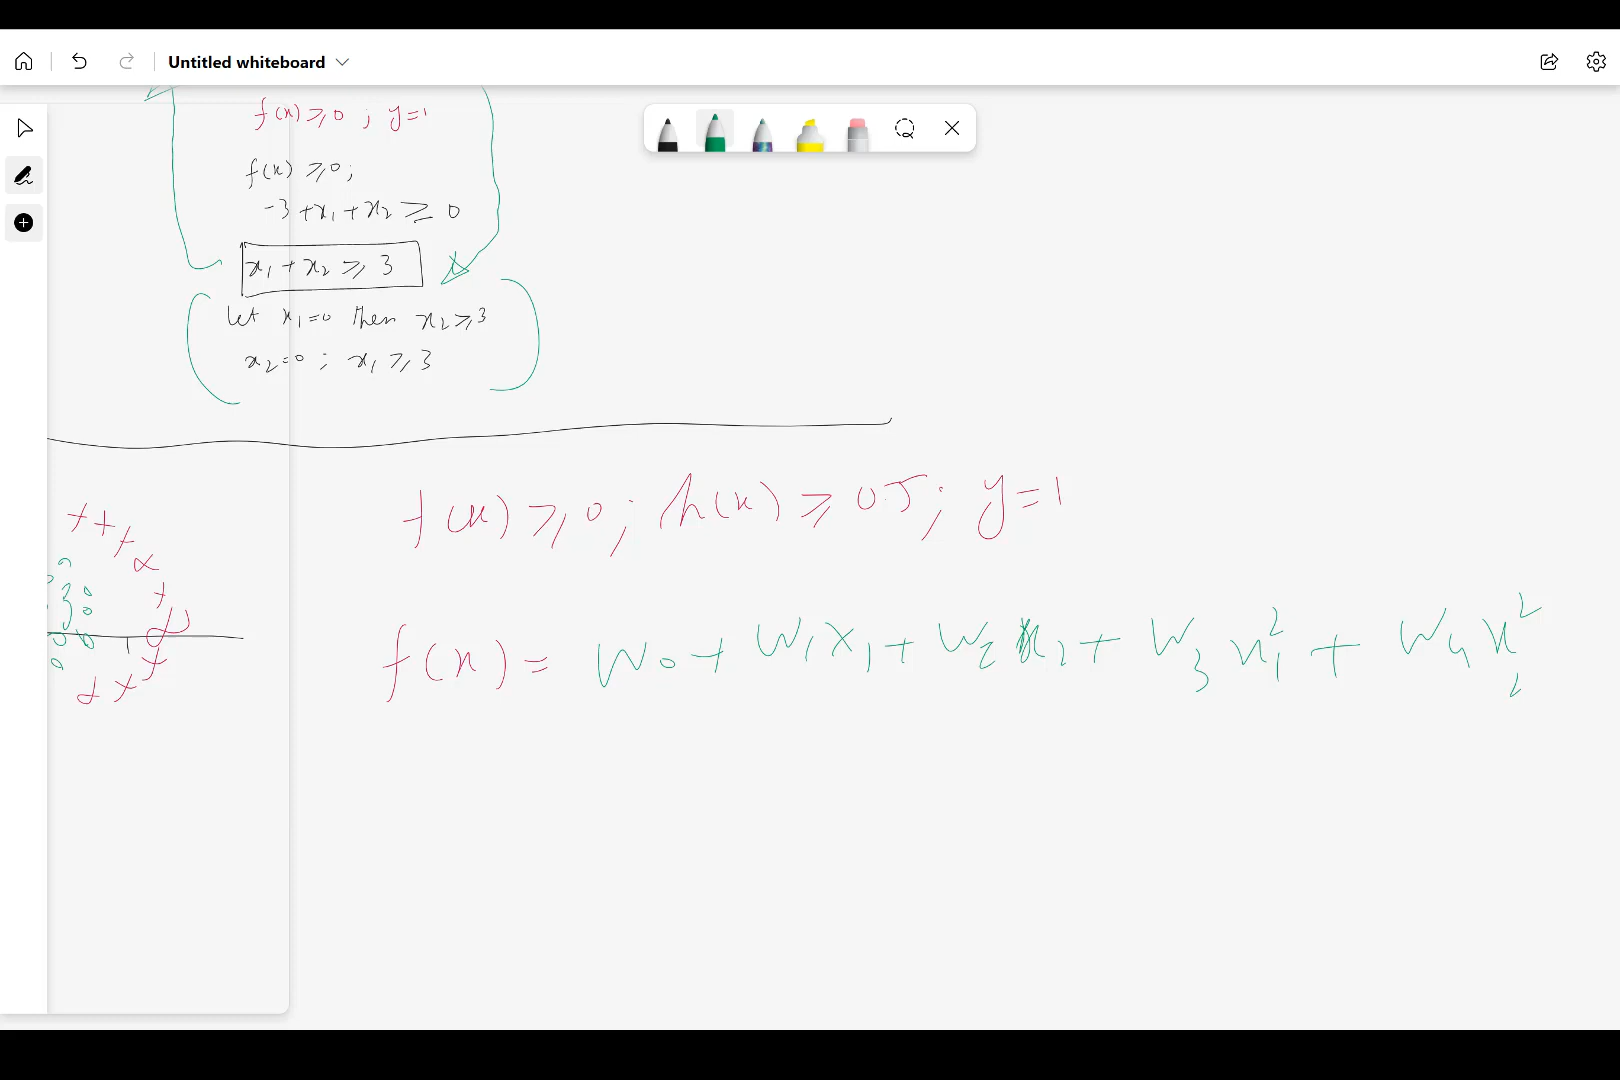 Untitled whiteboard
f(x) ⩾ 0 ; y=1
f(x) ⩾ 0 ;
-3 + x₁ + x₂ ≥ 0
x₁ + x₂ ⩾ 3
let x₁=0 then x₂ ⩾ 3
x₂=0 ; x₁ ⩾ 3
f(x) ⩾ 0 ; h(x) ⩾ 0.5 ; y=1
f(x) = w₀ + w₁x₁ + w₂x₂ + w₃x₁² + w₄x₂²